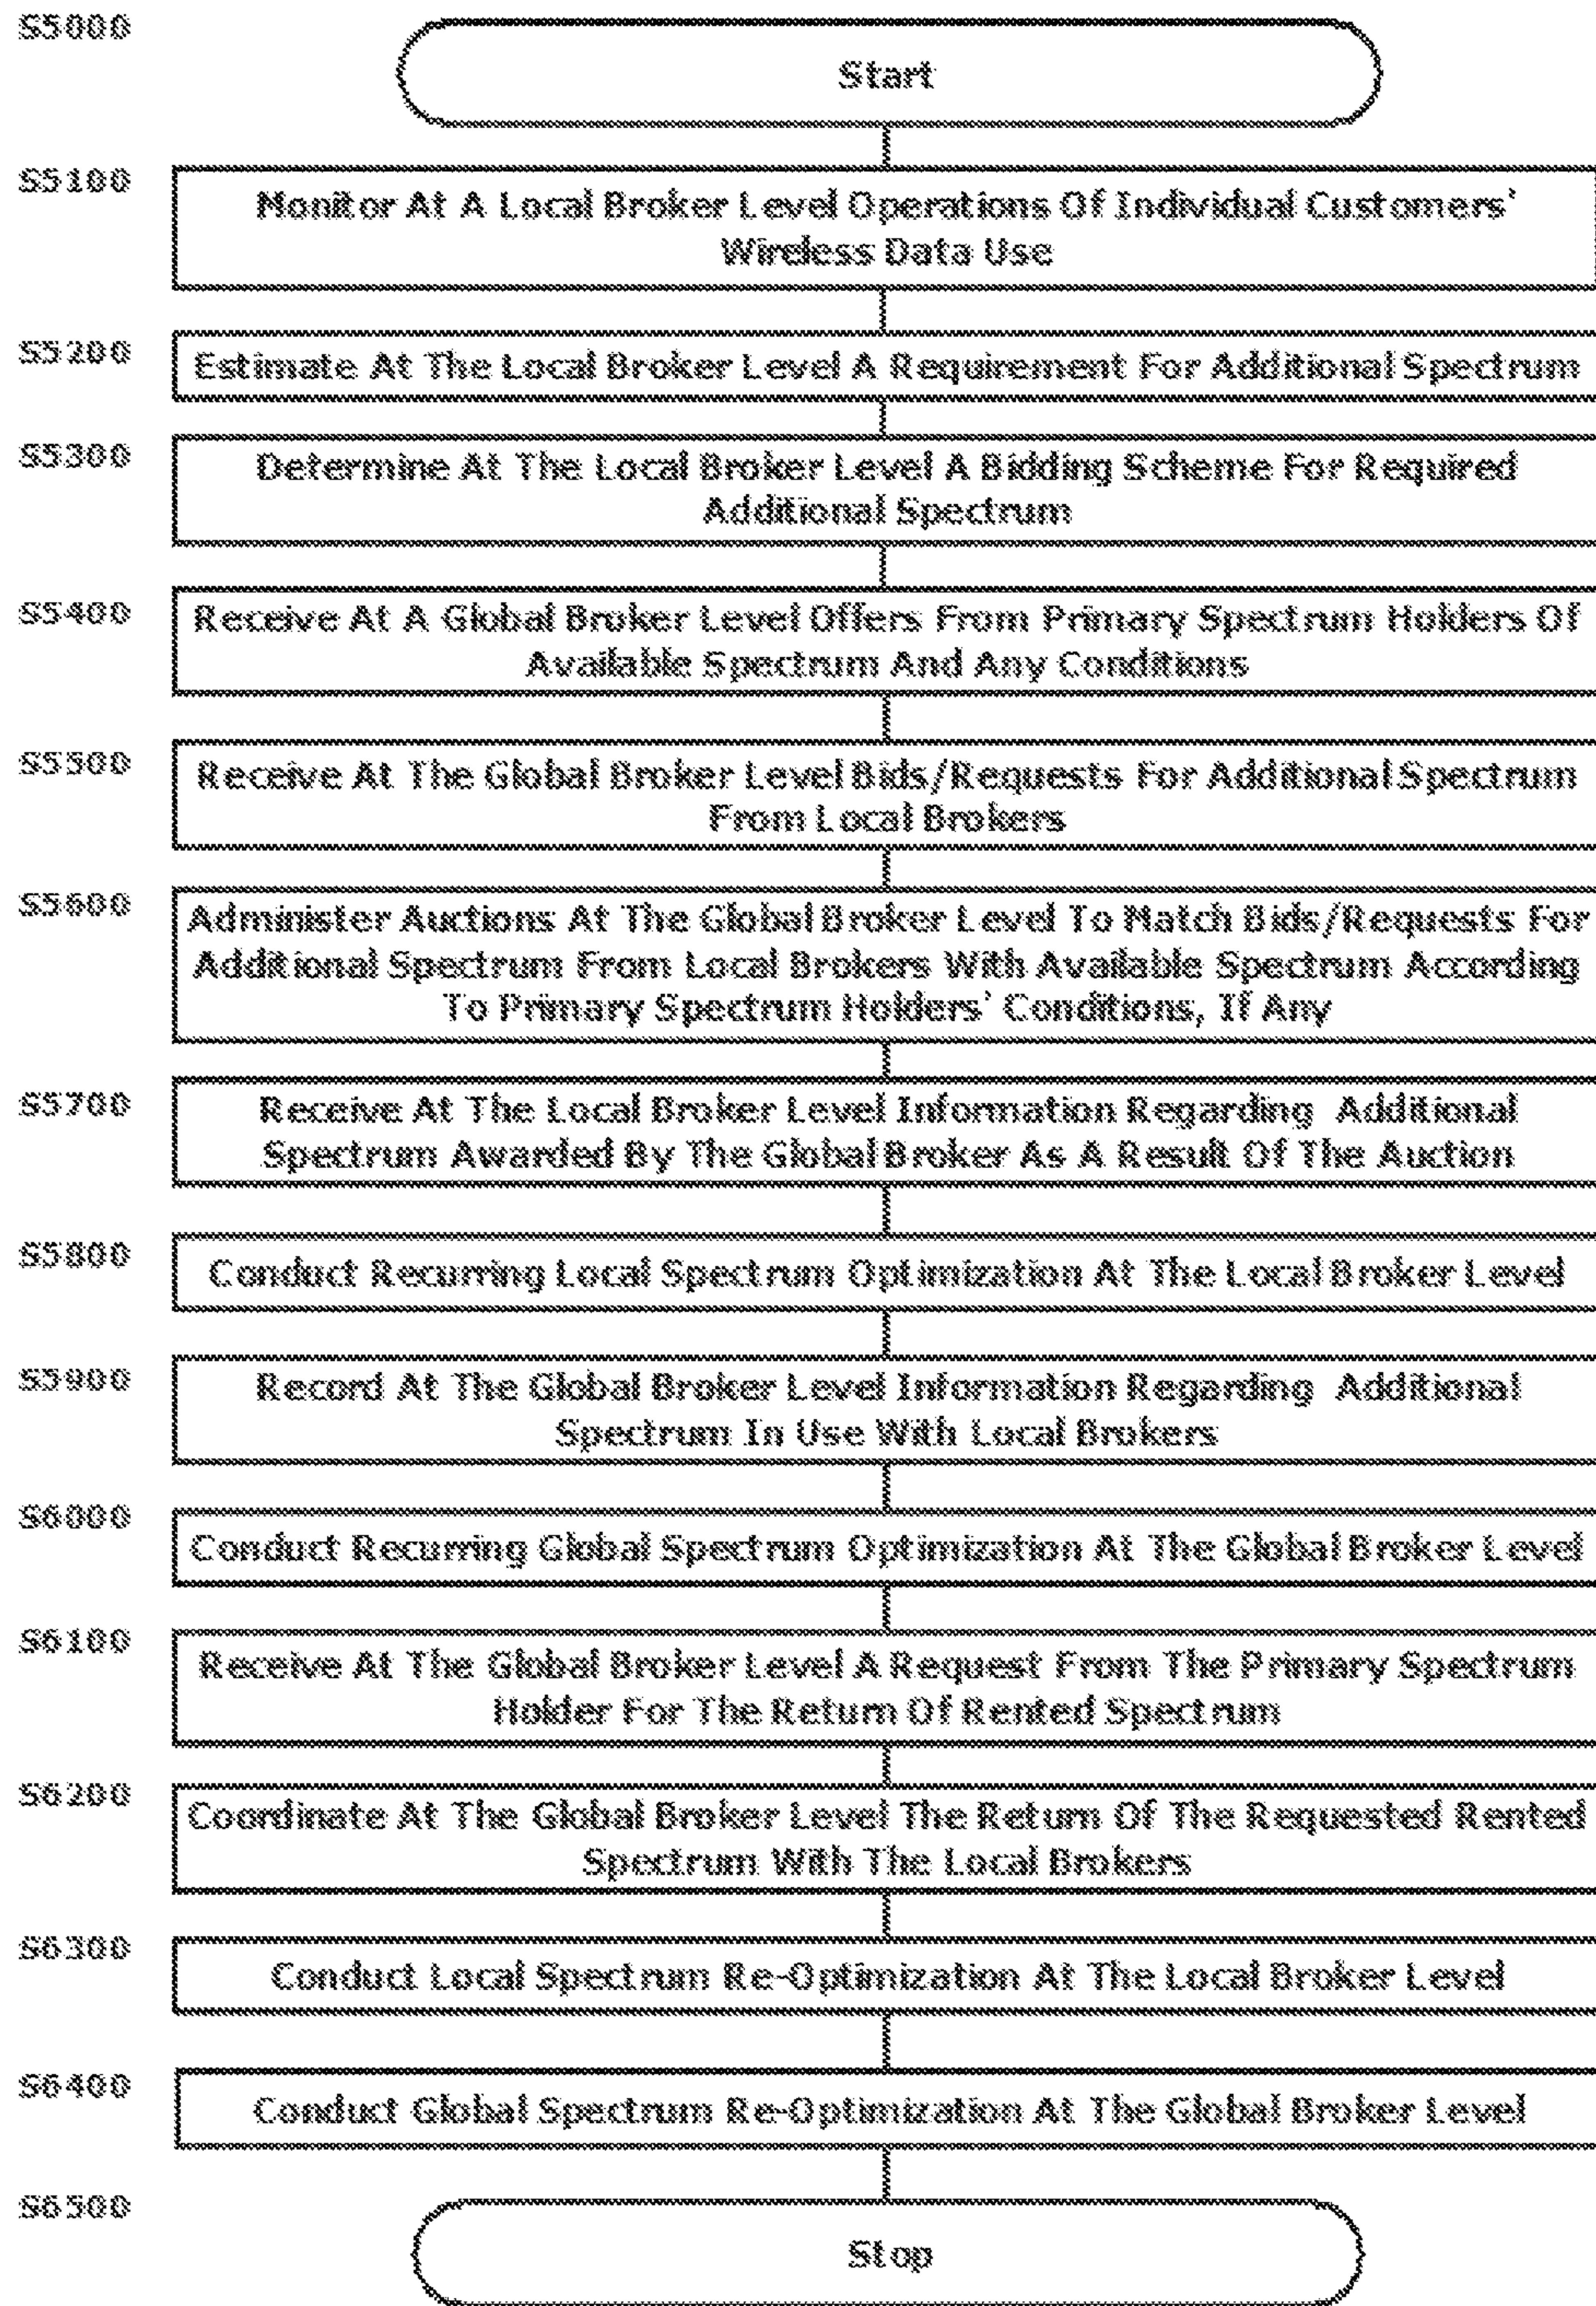 S5000
Start
S5100
Monitor At A Local Broker Level Operations Of Individual Customers'
Wireless Data Use
S5200
Estimate At The Local Broker Level A Requirement For Additional Spectrum
S5300
Determine At The Local Broker Level A Bidding Scheme For Required
Additional Spectrum
S5400
Receive At A Global Broker Level Offers From Primary Spectrum Holders Of
Available Spectrum And Any Conditions
S5500
Receive At The Global Broker Level Bids/Requests For Additional Spectrum
From Local Brokers
S5600
Administer Auctions At The Global Broker Level To Match Bids/Requests For
Additional Spectrum From Local Brokers With Available Spectrum According
To Primary Spectrum Holders' Conditions, If Any
S5700
Receive At The Local Broker Level Information Regarding Additional
Spectrum Awarded By The Global Broker As A Result Of The Auction
S5800
Conduct Recurring Local Spectrum Optimization At The Local Broker Level
S5900
Record At The Global Broker Level Information Regarding Additional
Spectrum In Use With Local Brokers
S6000
Conduct Recurring Global Spectrum Optimization At The Global Broker Level
S6100
Receive At The Global Broker Level A Request From The Primary Spectrum
Holder For The Return Of Rented Spectrum
S6200
Coordinate At The Global Broker Level The Return Of The Requested Rented
Spectrum With The Local Brokers
S6300
Conduct Local Spectrum Re-Optimization At The Local Broker Level
S6400
Conduct Global Spectrum Re-Optimization At The Global Broker Level
S6500
Stop